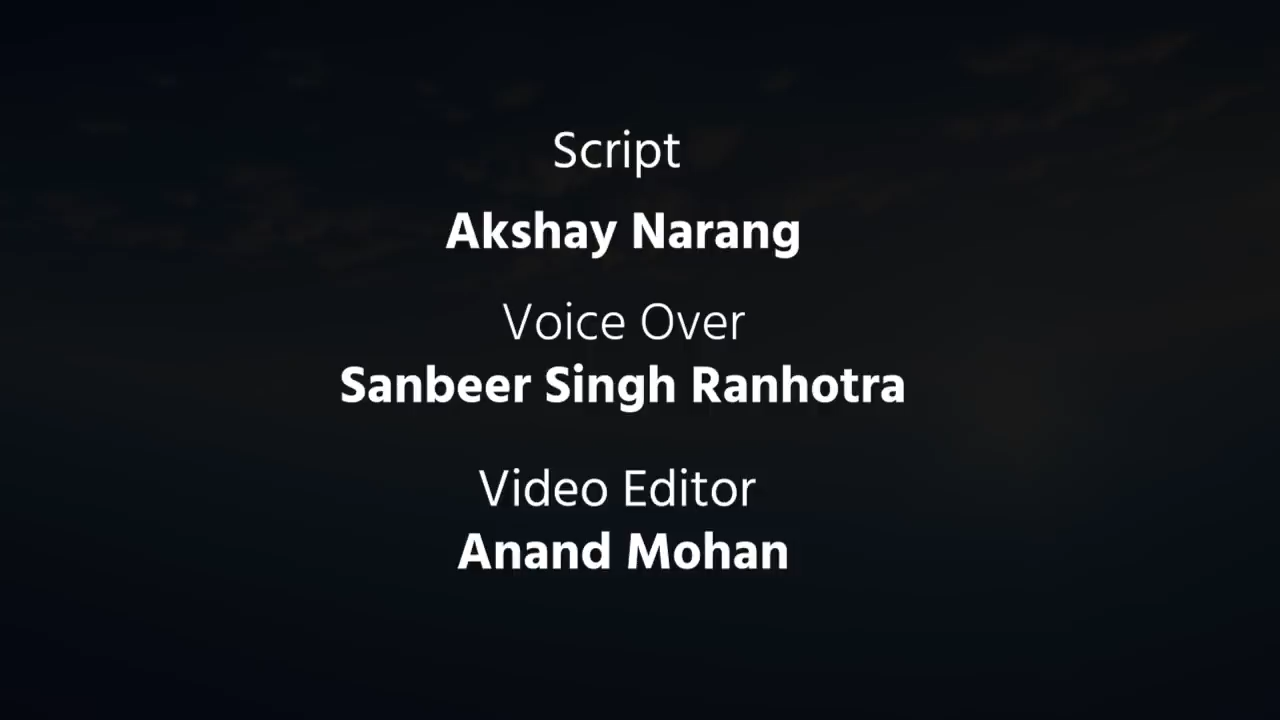 Script
Akshay Narang
Voice Over
Sanbeer Singh Ranhotra
Video Editor
Anand Mohan